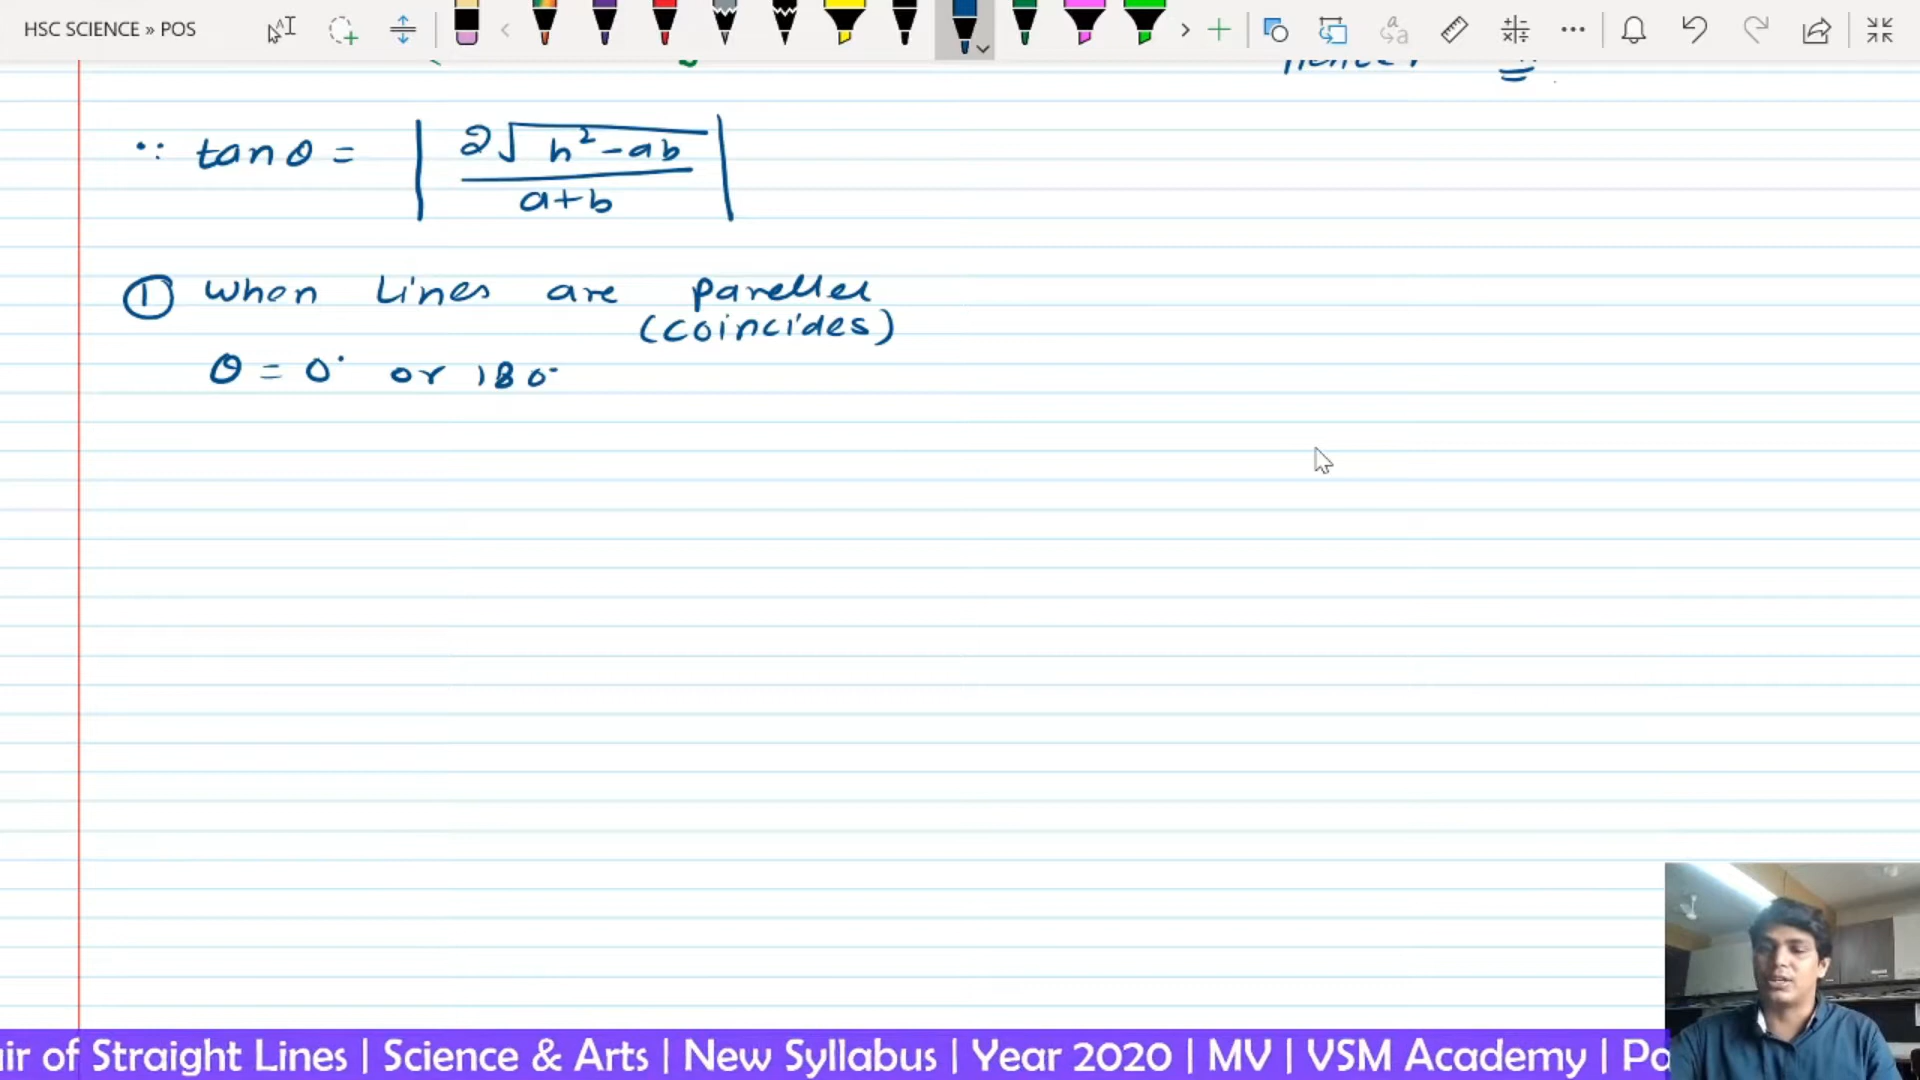 HSC SCIENCE » POS
∵ tan θ = | 2√(h²-ab) / (a+b) |
① when Lines are parellel
(coincides)
θ = 0° or 180°
air of Straight Lines | Science & Arts | New Syllabus | Year 2020 | MV | VSM Academy | Po